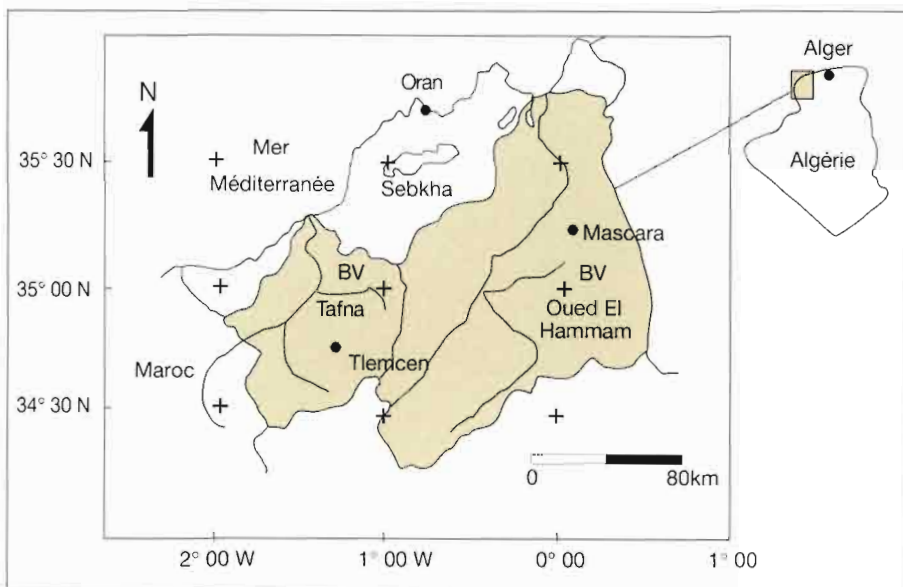 Alger
Algérie
N
Oran
35° 30 N
Mer
Méditerranée
Sebkha
Mascara
35° 00 N
BV
Tafna
BV
Oued El
Hammam
Maroc
Tlemcen
34° 30 N
0
80km
2° 00 W
1° 00 W
0° 00
1° 00